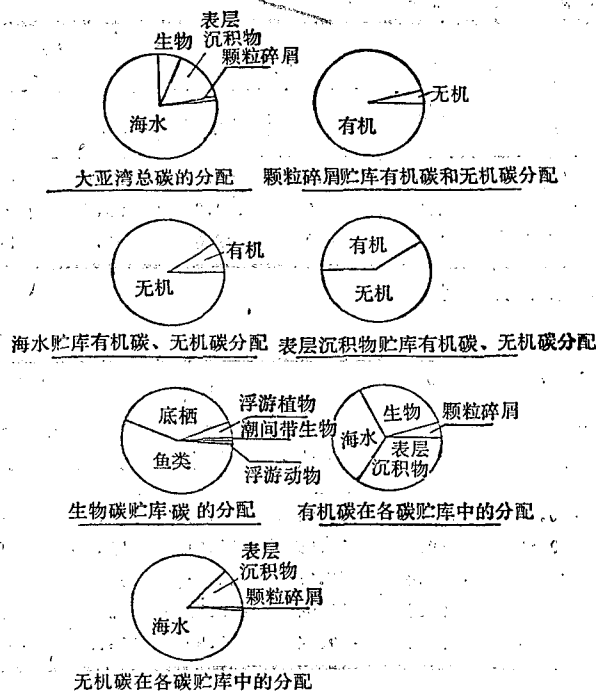 生物
表层
沉积物
颗粒碎屑
海水
大亚湾总碳的分配
无机
有机
颗粒碎屑贮库有机碳和无机碳分配
有机
无机
海水贮库有机碳、无机碳分配
有机
无机
表层沉积物贮库有机碳、无机碳分配
底栖
浮游植物
潮间带生物
鱼类
浮游动物
生物碳贮库碳的分配
生物
颗粒碎屑
海水
表层
沉积物
有机碳在各碳贮库中的分配
表层
沉积物
颗粒碎屑
海水
无机碳在各碳贮库中的分配